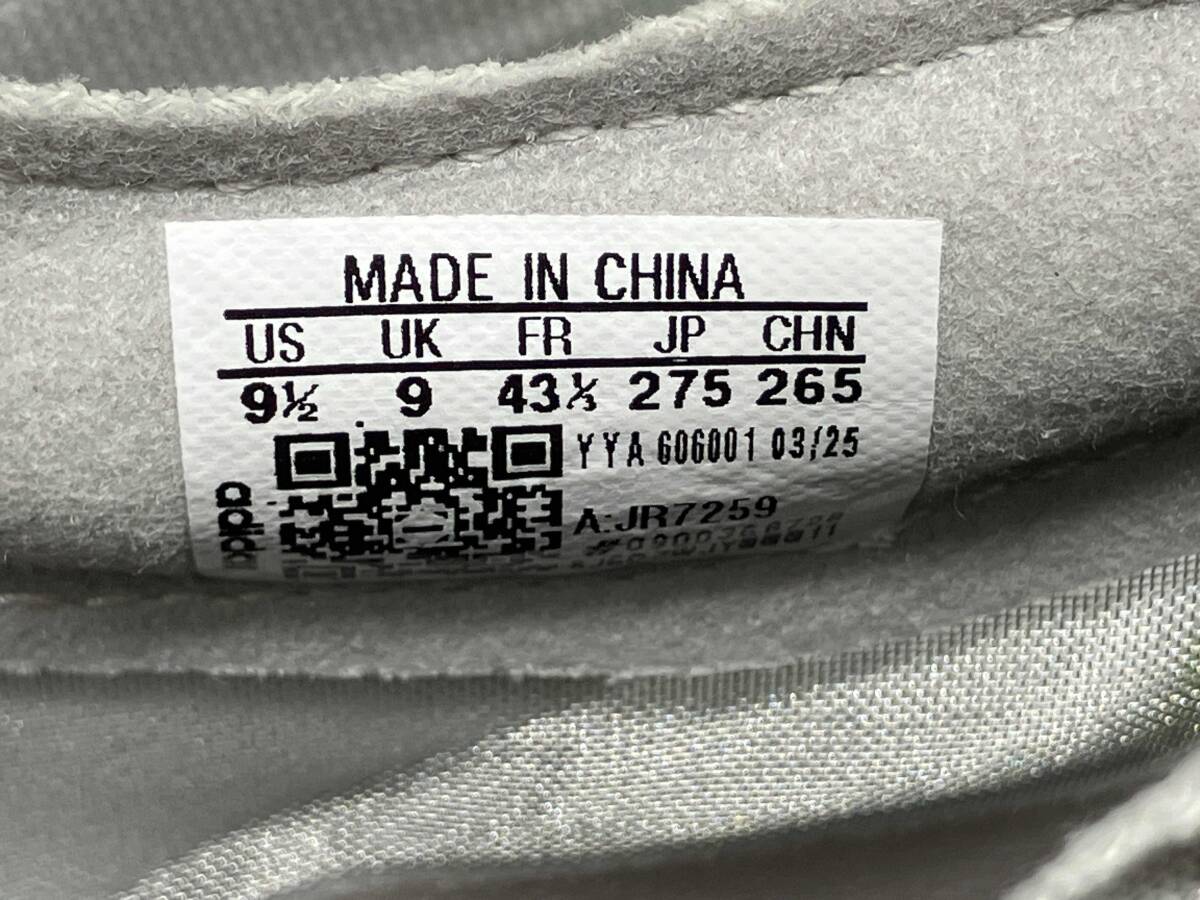 MADE IN CHINA
US UK FR JP CHN
9½ 9 43⅓ 275 265
YYA 606001 03/25
A:JR7259
adidas